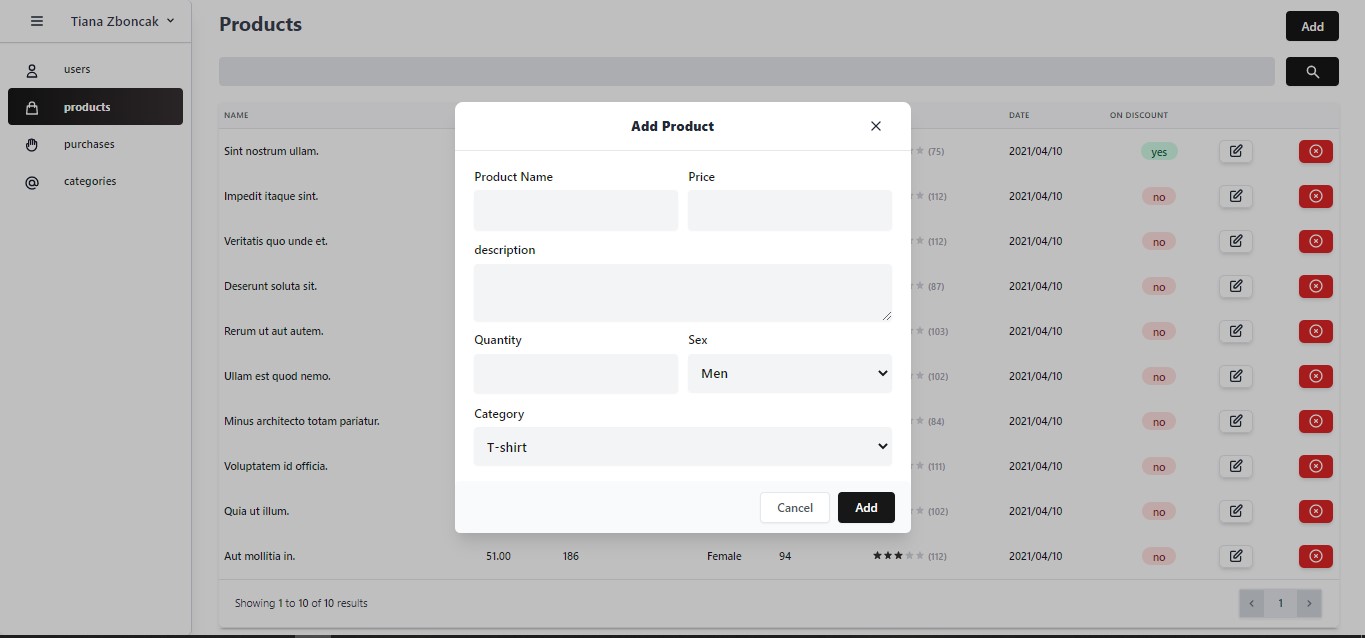 Tiana Zboncak
Products
Add
users
products
purchases
categories
NAME
DATE
ON DISCOUNT
Sint nostrum ullam.
(75)
2021/04/10
yes
Impedit itaque sint.
(112)
2021/04/10
no
Veritatis quo unde et.
(112)
2021/04/10
no
Deserunt soluta sit.
(87)
2021/04/10
no
Rerum ut aut autem.
(103)
2021/04/10
no
Ullam est quod nemo.
(102)
2021/04/10
no
Minus architecto totam pariatur.
(84)
2021/04/10
no
Voluptatem id officia.
(111)
2021/04/10
no
Quia ut illum.
(102)
2021/04/10
no
Aut mollitia in.
51.00
186
Female
94
(112)
2021/04/10
no
Showing 1 to 10 of 10 results
1
Add Product
Product Name
Price
description
Quantity
Sex
Men
Category
T-shirt
Cancel
Add